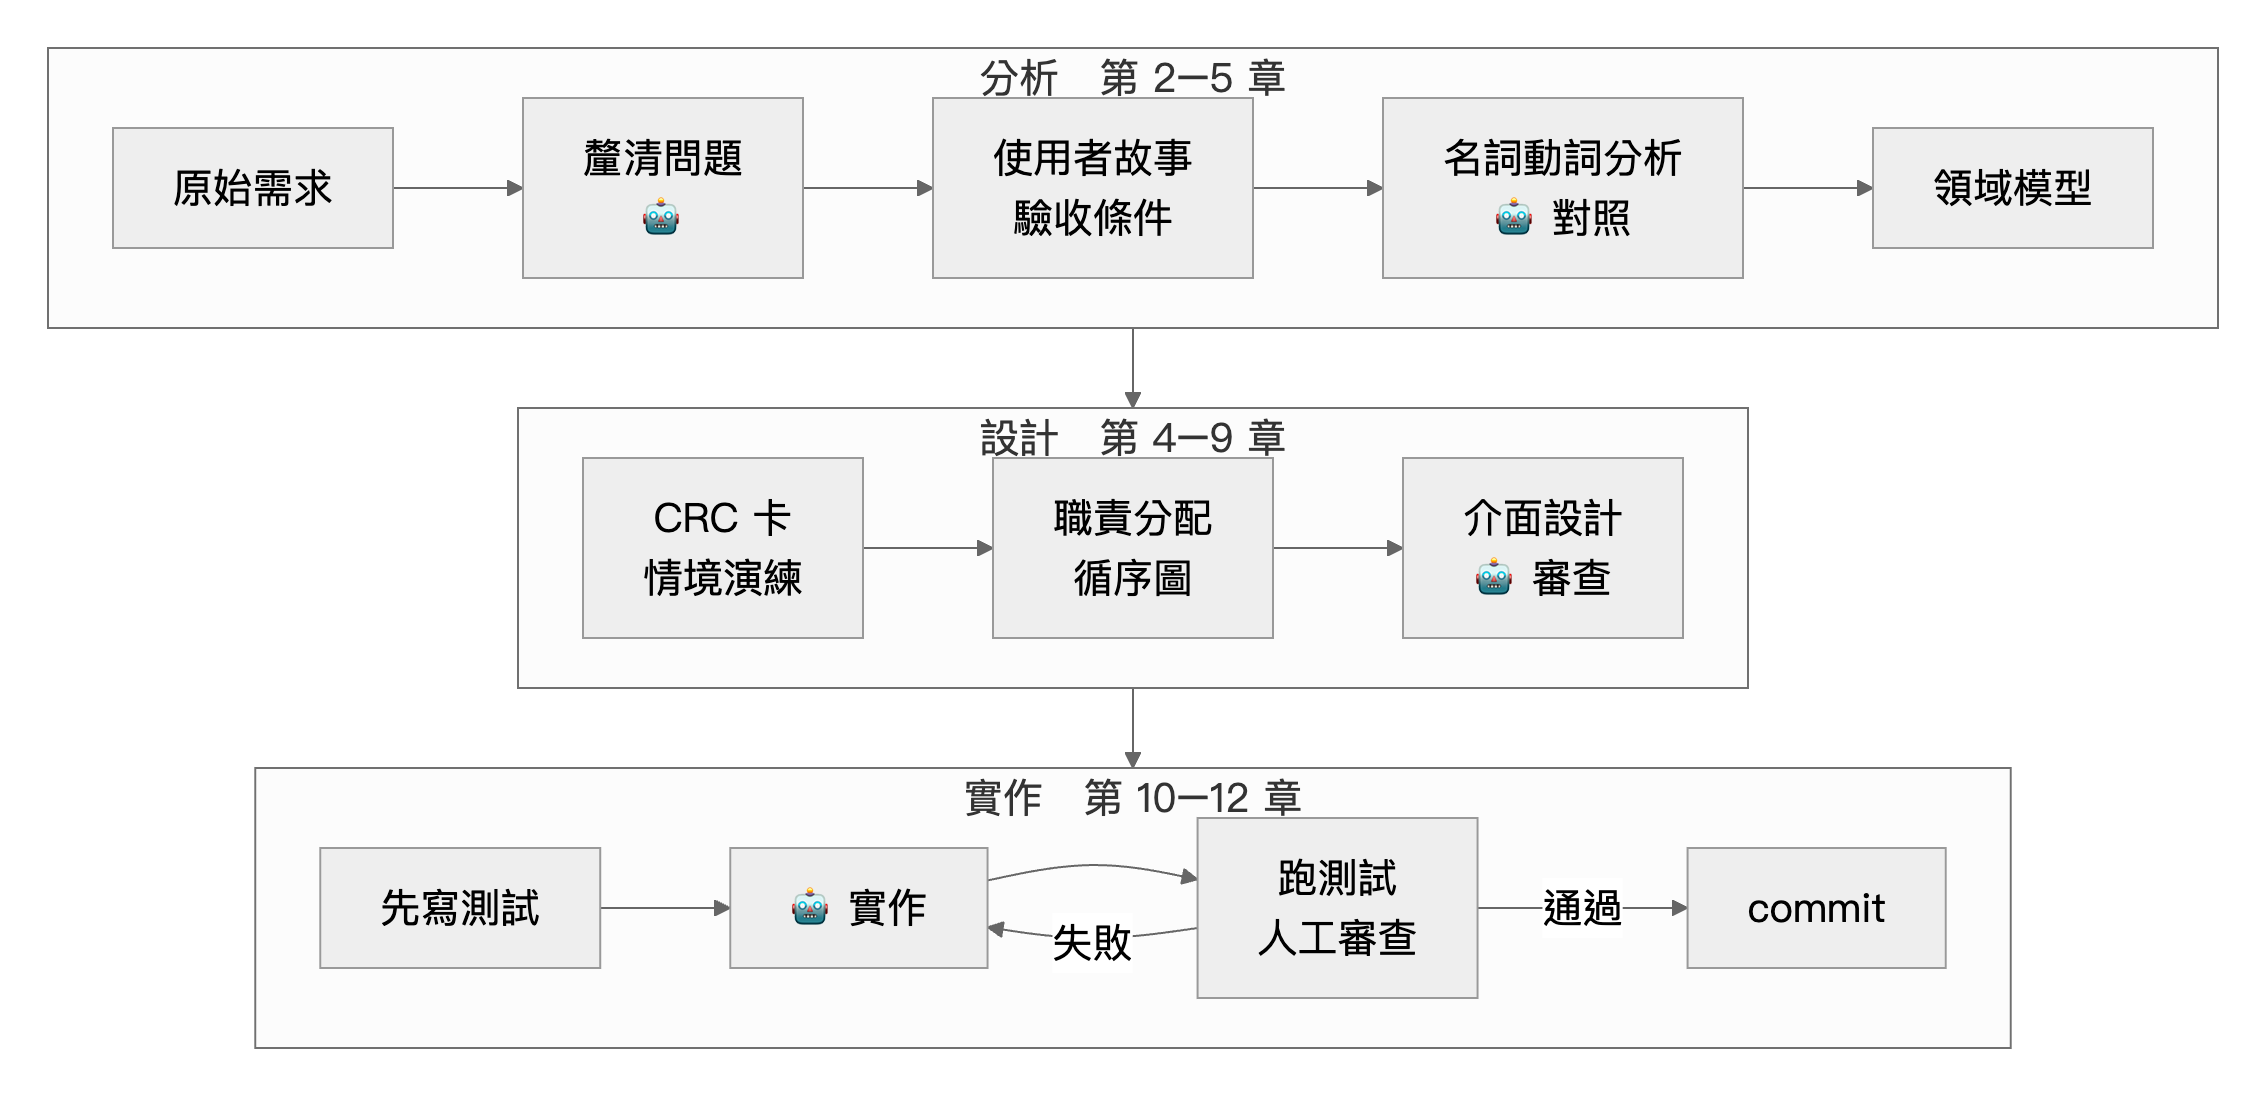 分析　第 2–5 章
原始需求
釐清問題
🤖
使用者故事
驗收條件
名詞動詞分析
🤖 對照
領域模型
設計　第 4–9 章
CRC 卡
情境演練
職責分配
循序圖
介面設計
🤖 審查
實作　第 10–12 章
先寫測試
🤖 實作
失敗
跑測試
人工審查
通過
commit